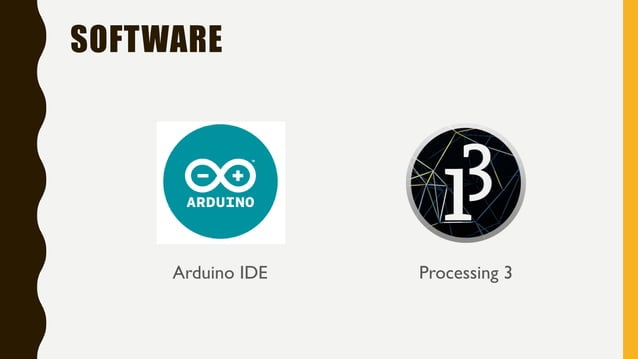 SOFTWARE
ARDUINO
Arduino IDE
Processing 3